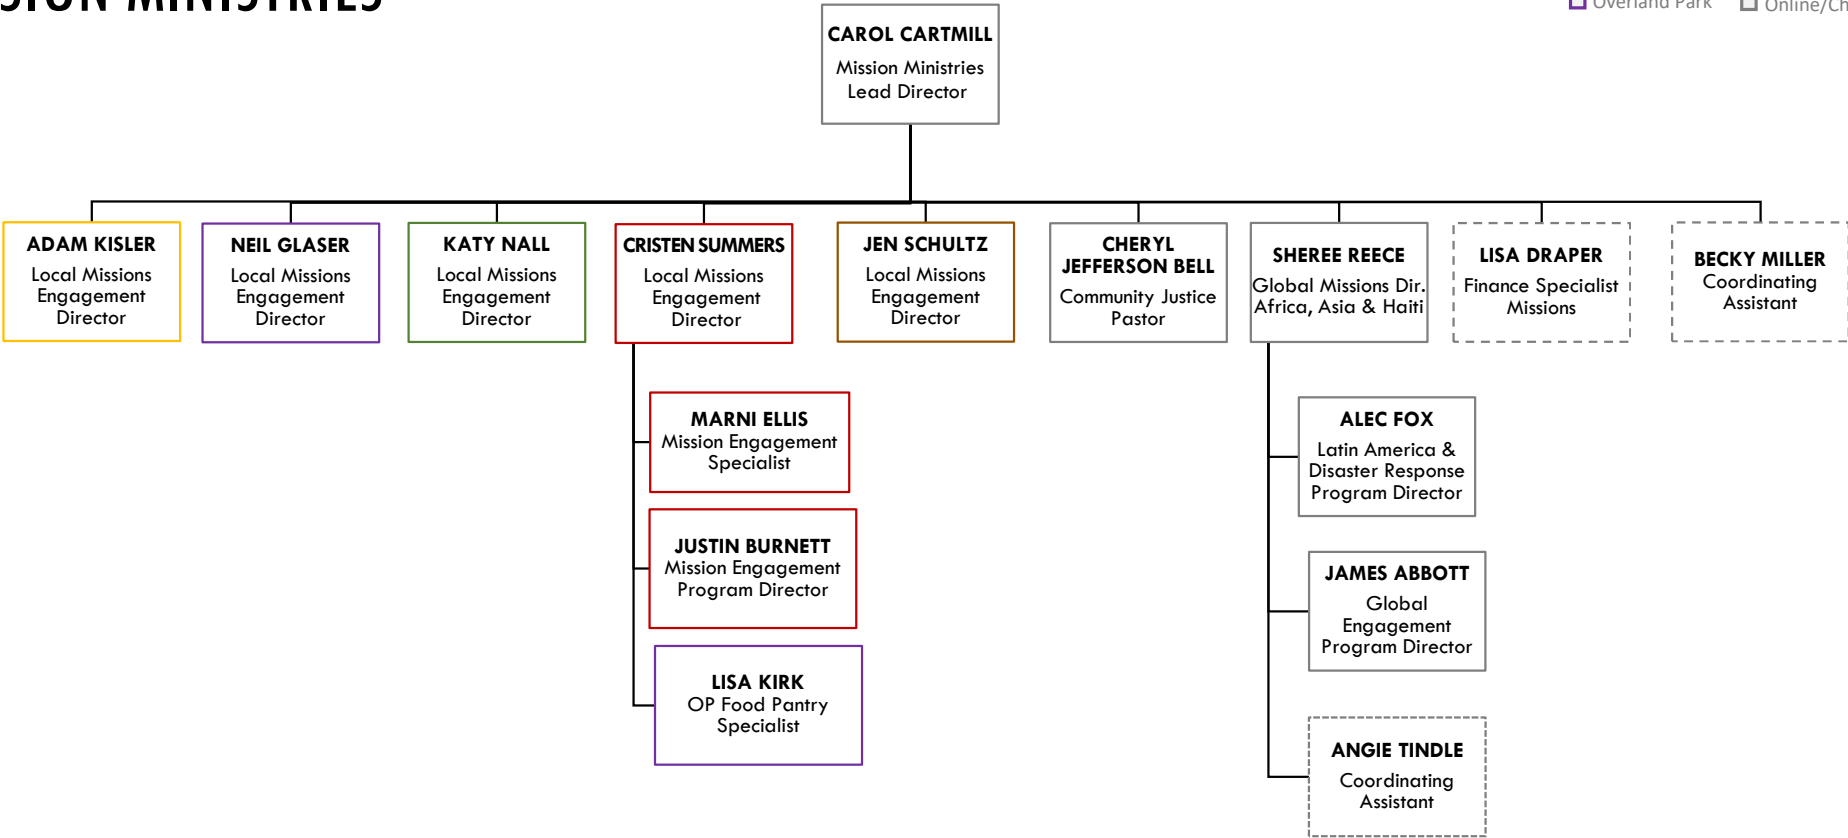 MINISTRIES
Overland Park
CAROL CARTMILL
Mission Ministries
Lead Director
ADAM KISLER
Local Missions
Engagement
Director
NEIL GLASER
Local Missions
Engagement
Director
KATY NALL
Local Missions
Engagement
Director
CRISTEN SUMMERS
Local Missions
Engagement
Director
JEN SCHULTZ
Local Missions
Engagement
Director
CHERYL
JEFFERSON BELL
Community Justice
Pastor
SHEREE REECE
Global Missions Dir.
Africa, Asia & Haiti
LISA DRAPER
Finance Specialist
Missions
BECKY MILLER
Coordinating
Assistant
MARNI ELLIS
Mission Engagement
Specialist
JUSTIN BURNETT
Mission Engagement
Program Director
LISA KIRK
OP Food Pantry
Specialist
ALEC FOX
Latin America &
Disaster Response
Program Director
JAMES ABBOTT
Global
Engagement
Program Director
ANGIE TINDLE
Coordinating
Assistant